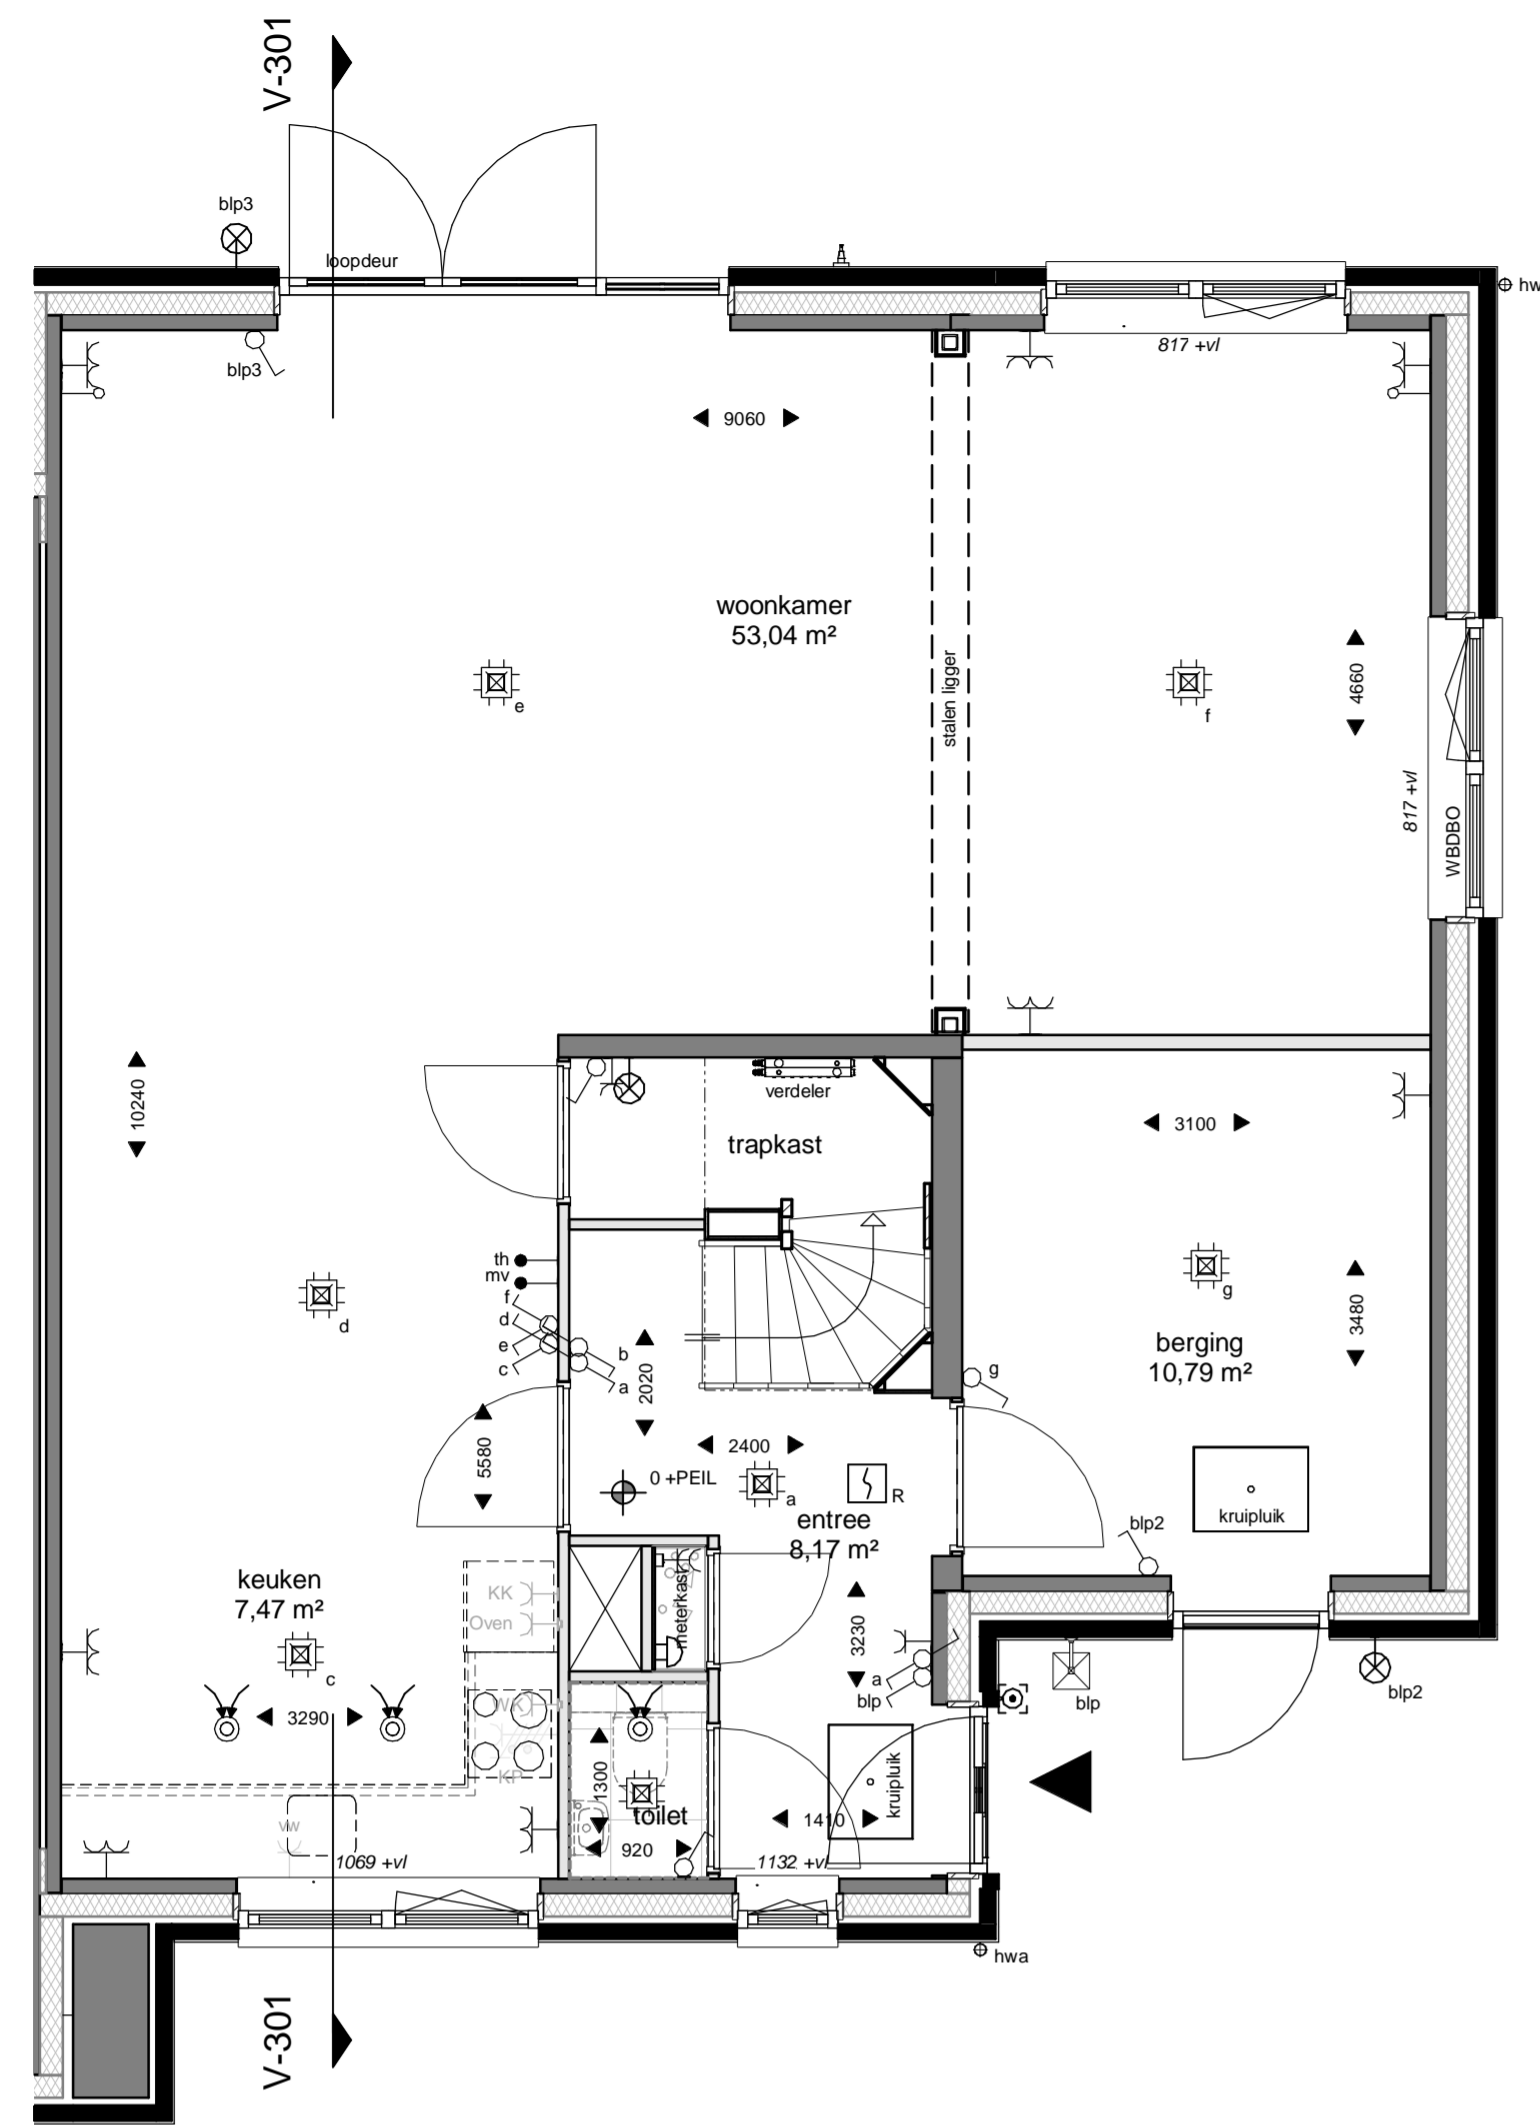 V-301
blp3
loopdeur
hw
blp3
817 +vl
9060
woonkamer
53,04 m²
stalen ligger
4660
e
f
817 +vl
WBDBO
10240
verdeler
trapkast
3100
th
mv
f
d
e
c
b
a
2020
d
g
3480
berging
10,79 m²
g
5580
2400
0 +PEIL
a
R
entree
8,17 m²
kruipluik
blp2
keuken
7,47 m²
KK
Oven
meterkast
3230
c
a
blp
blp
blp2
3290
WK
KP
1300
toilet
920
1410
kruipluik
vw
1069 +vl
1132 +vl
hwa
V-301